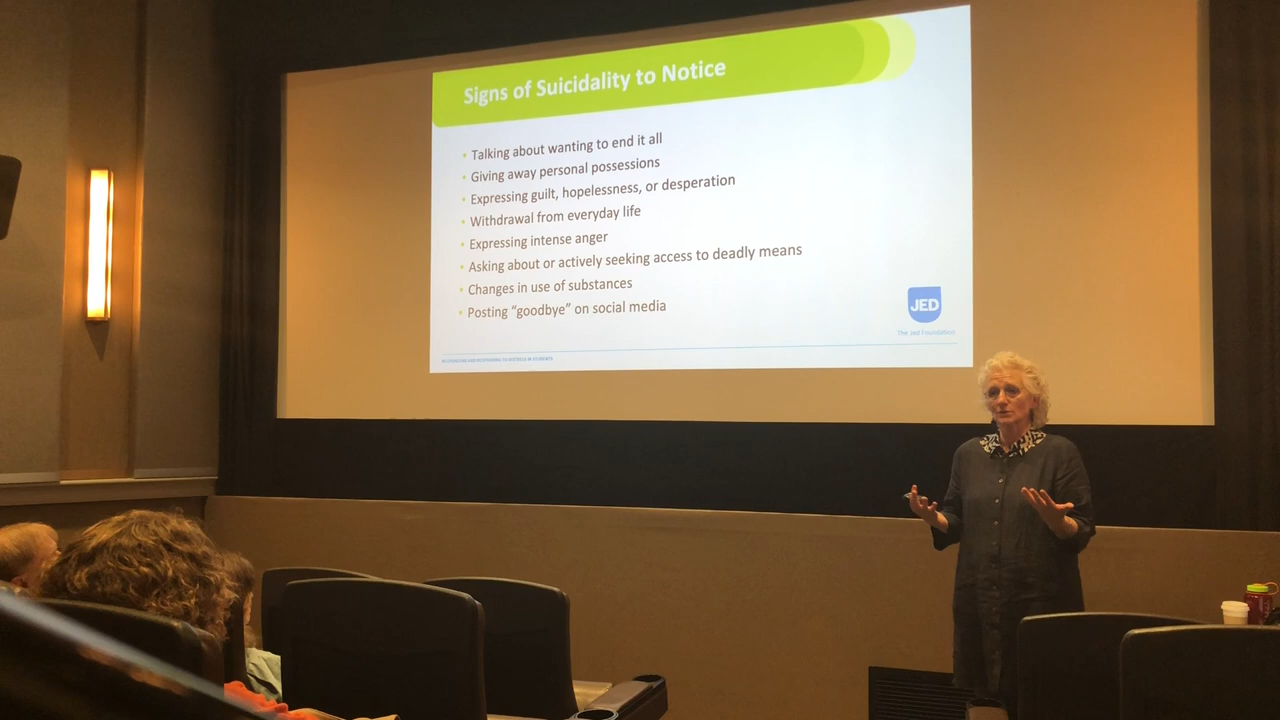 Signs of Suicidality to Notice
• Talking about wanting to end it all
• Giving away personal possessions
• Expressing guilt, hopelessness, or desperation
• Withdrawal from everyday life
• Expressing intense anger
• Asking about or actively seeking access to deadly means
• Changes in use of substances
• Posting “goodbye” on social media
JED
The Jed Foundation